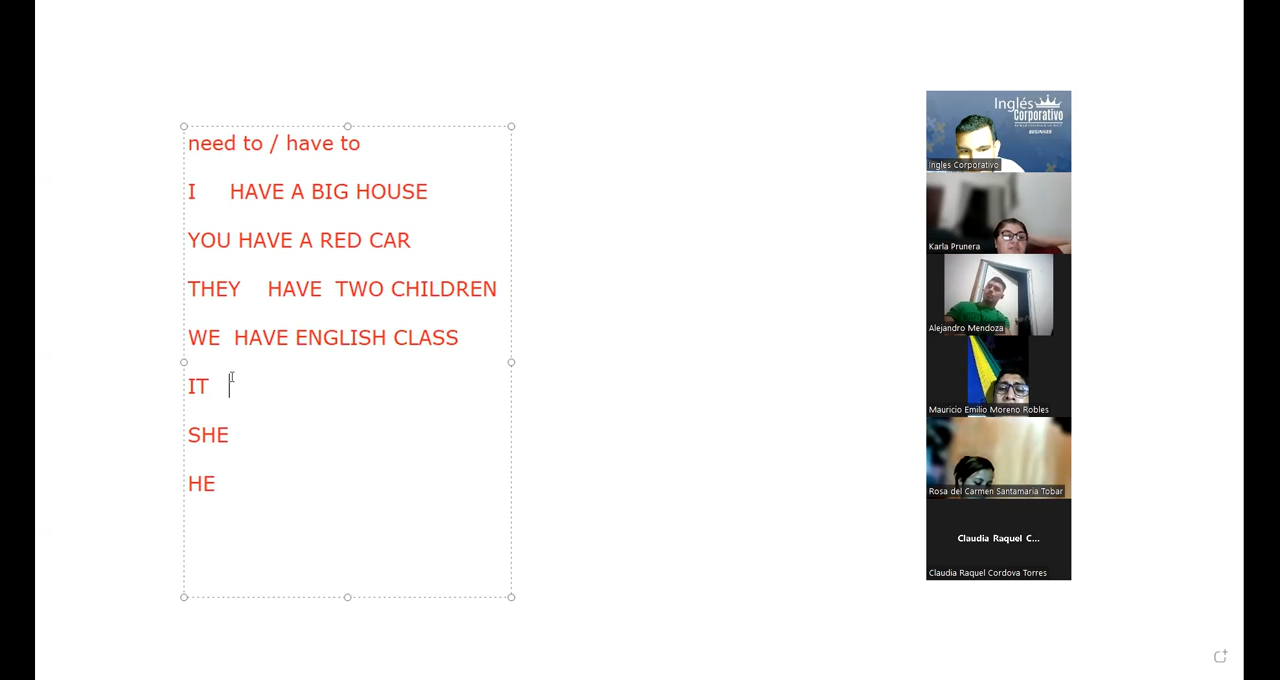 need to / have to
I HAVE A BIG HOUSE
YOU HAVE A RED CAR
THEY HAVE TWO CHILDREN
WE HAVE ENGLISH CLASS
IT
SHE
HE
Inglés
Corporativo
BEGINNER
Ingles Corporativo
Karla Prunera
Alejandro Mendoza
Mauricio Emilio Moreno Robles
Rosa del Carmen Santamaria Tobar
Claudia Raquel C...
Claudia Raquel Cordova Torres